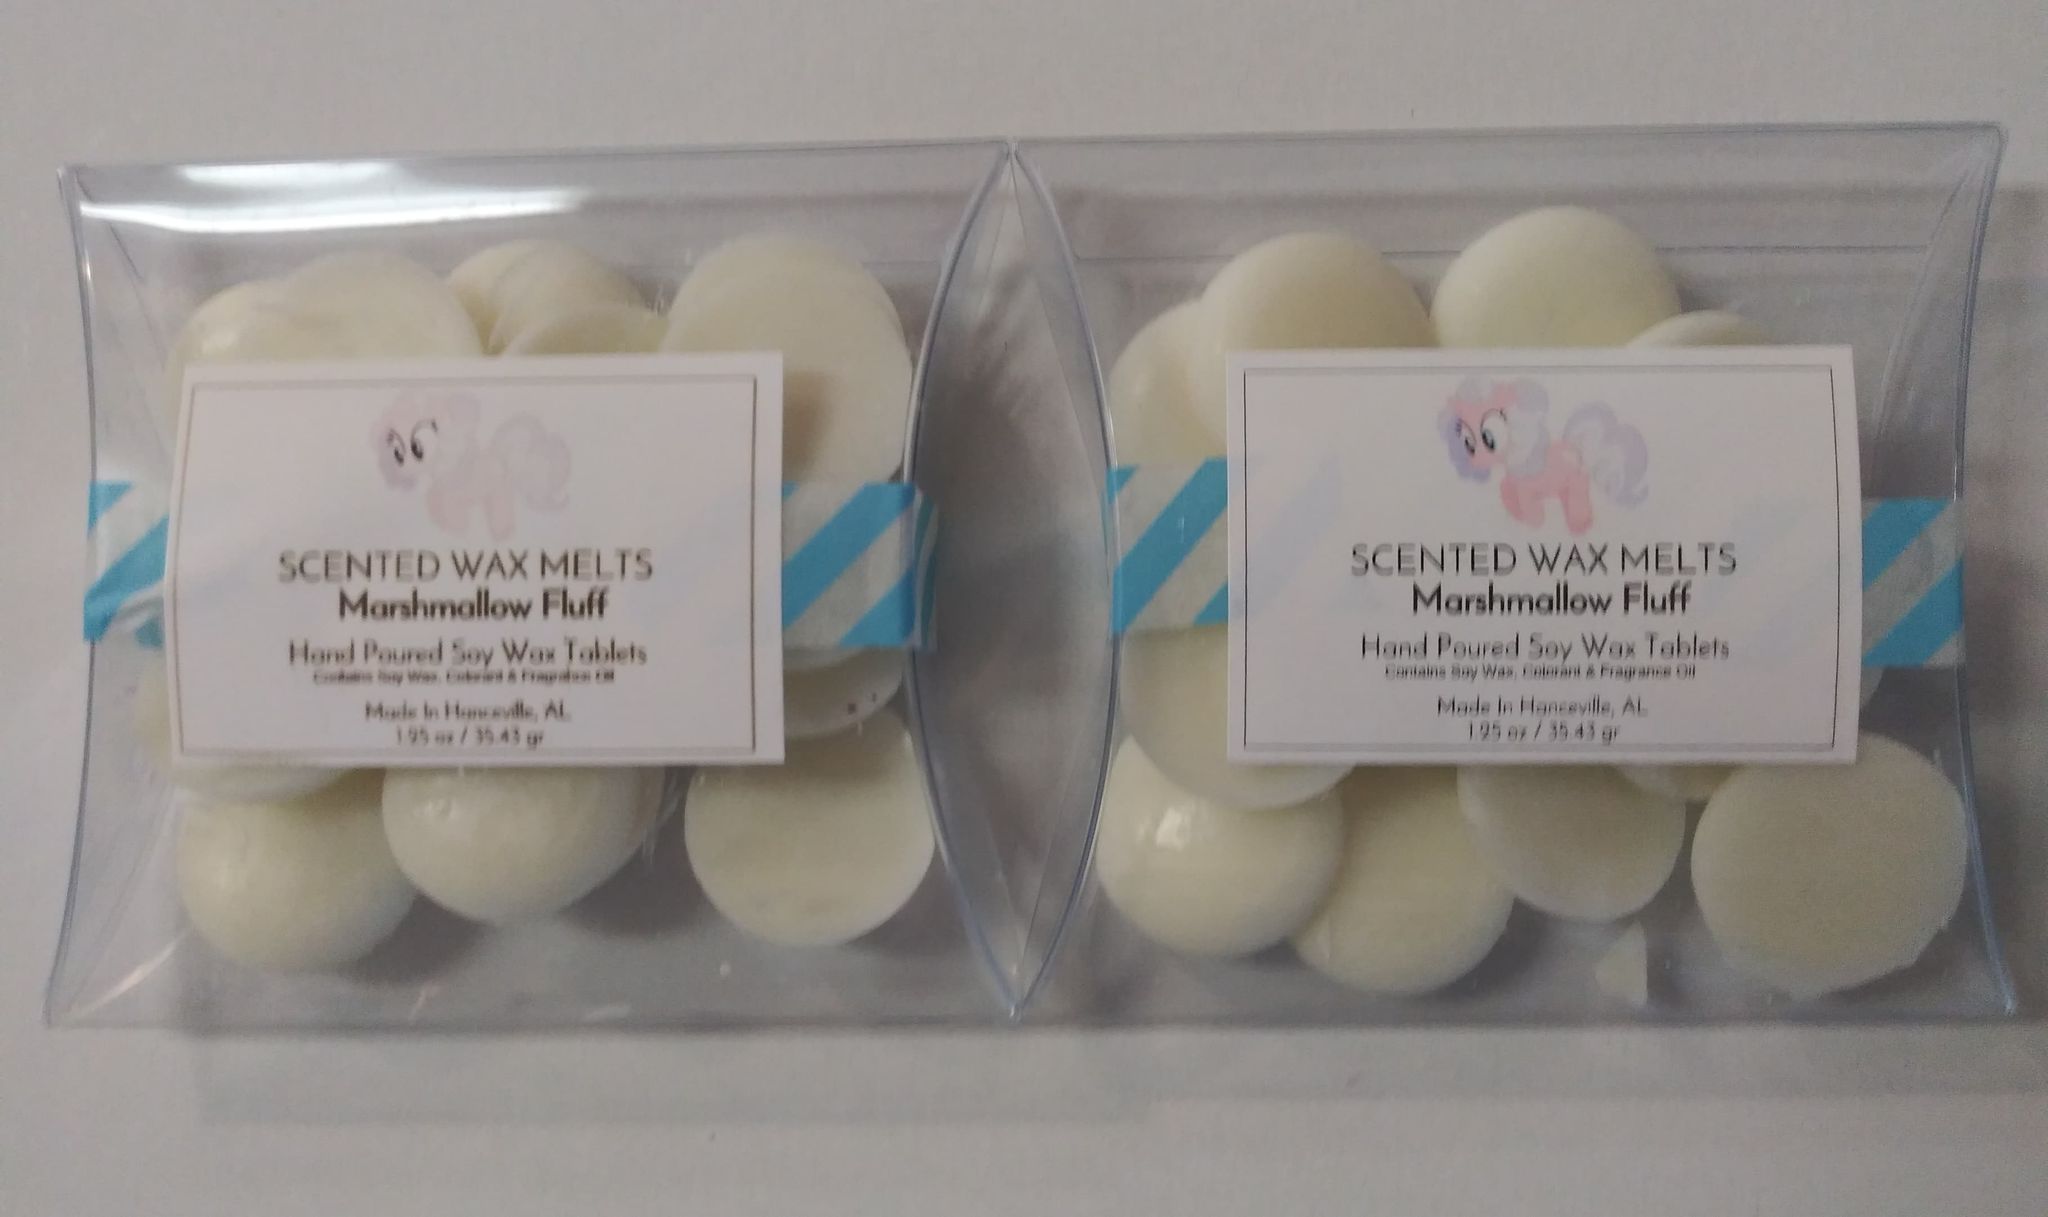 SCENTED WAX MELTS
Marshmallow Fluff
Hand Poured Soy Wax Tablets
Contains Soy Wax, Colorant & Fragrance Oil
Made In Hanceville, AL
1.25 oz / 35.43 gr
SCENTED WAX MELTS
Marshmallow Fluff
Hand Poured Soy Wax Tablets
Contains Soy Wax, Colorant & Fragrance Oil
Made In Hanceville, AL
1.25 oz / 35.43 gr